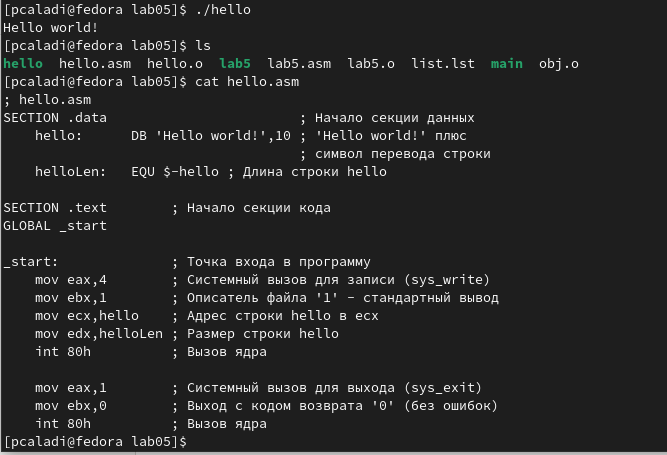 [pcaladi@fedora lab05]$ ./hello
Hello world!
[pcaladi@fedora lab05]$ ls
hello  hello.asm  hello.o  lab5  lab5.asm  lab5.o  list.lst  main  obj.o
[pcaladi@fedora lab05]$ cat hello.asm
; hello.asm
SECTION .data                        ; Начало секции данных
    hello:      DB 'Hello world!',10 ; 'Hello world!' плюс
                                     ; символ перевода строки
    helloLen:   EQU $-hello ; Длина строки hello

SECTION .text        ; Начало секции кода
GLOBAL _start

_start:              ; Точка входа в программу
    mov eax,4        ; Системный вызов для записи (sys_write)
    mov ebx,1        ; Описатель файла '1' - стандартный вывод
    mov ecx,hello    ; Адрес строки hello в ecx
    mov edx,helloLen ; Размер строки hello
    int 80h          ; Вызов ядра

    mov eax,1        ; Системный вызов для выхода (sys_exit)
    mov ebx,0        ; Выход с кодом возврата '0' (без ошибок)
    int 80h          ; Вызов ядра
[pcaladi@fedora lab05]$